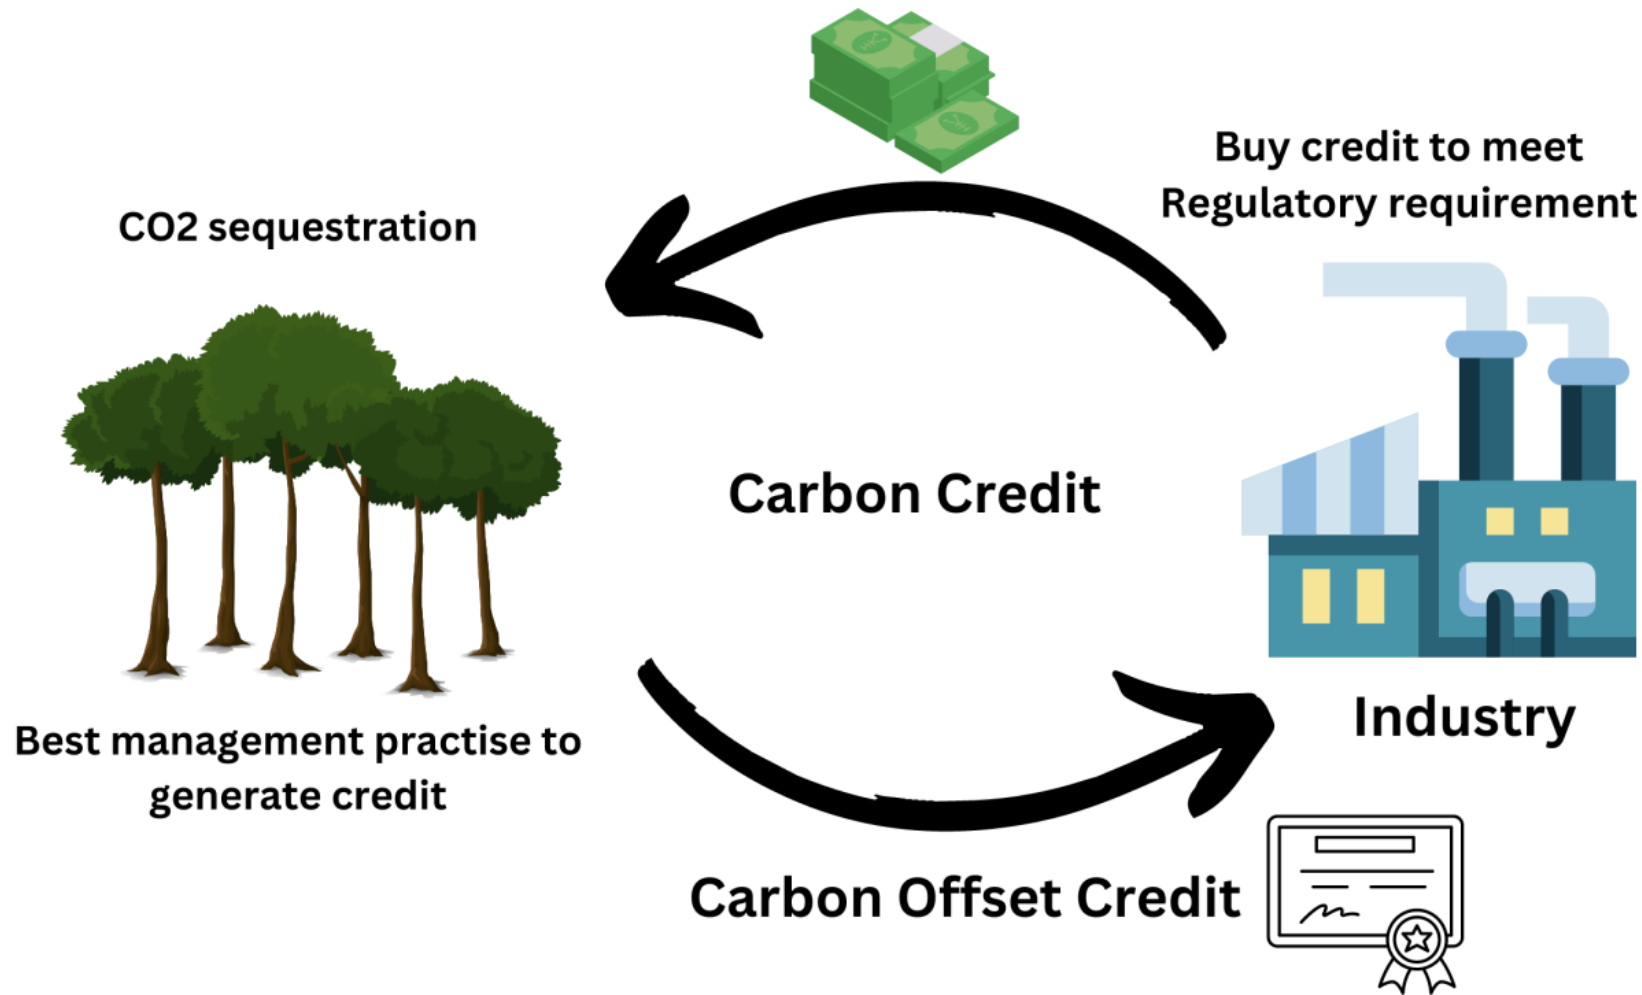 Buy credit to meet
Regulatory requirement
CO2 sequestration
Carbon Credit
Best management practise to
generate credit
Industry
Carbon Offset Credit